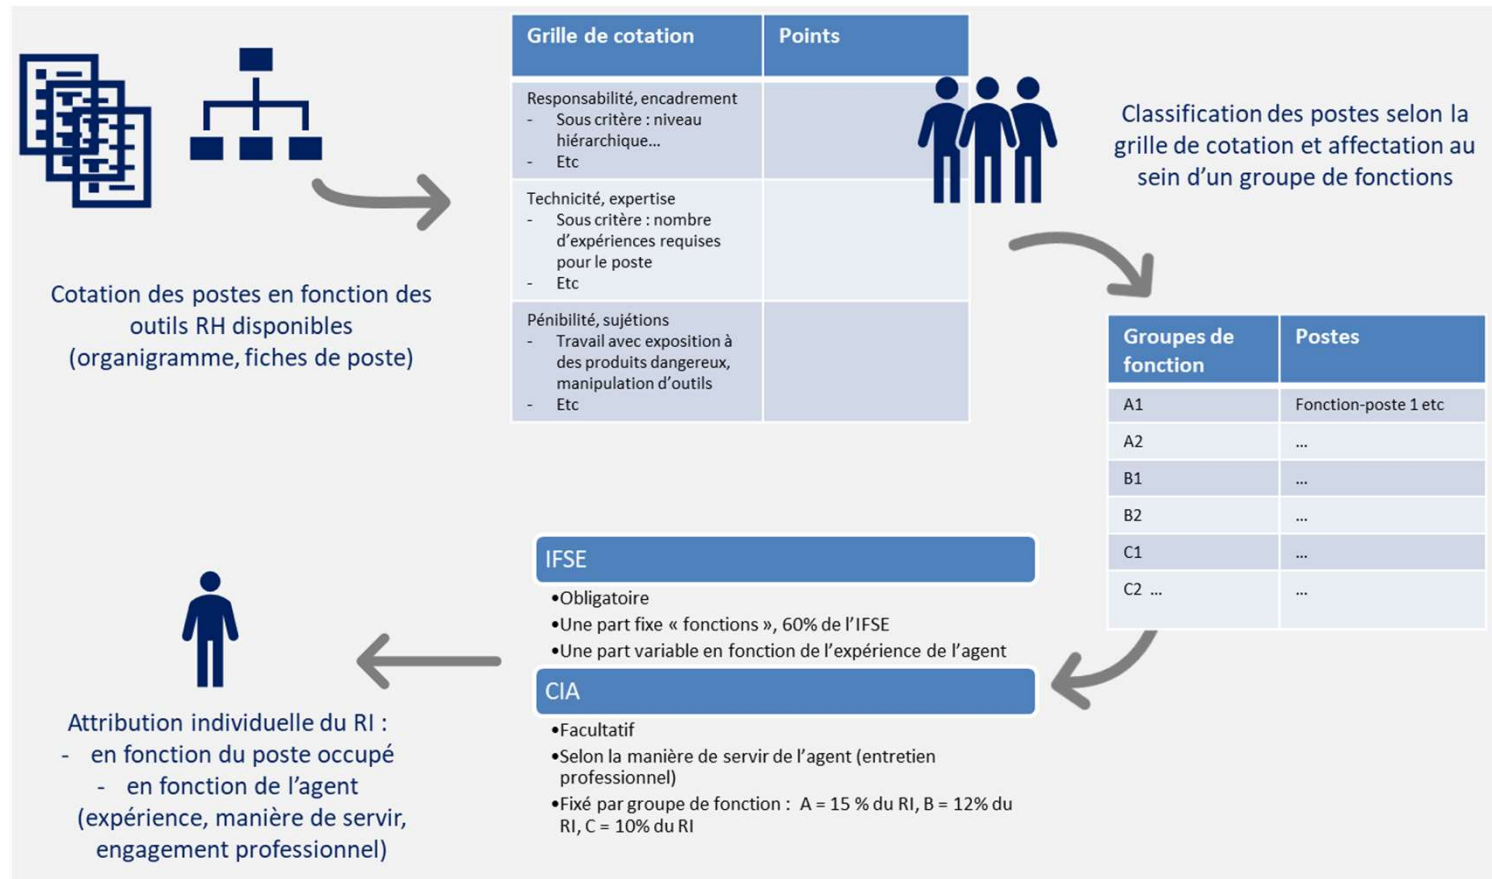 Cotation des postes en fonction des
outils RH disponibles
(organigramme, fiches de poste)
Grille de cotation Points
Responsabilité, encadrement
- Sous critère : niveau
hiérarchique...
- Etc
Technicité, expertise
- Sous critère : nombre
d’expériences requises
pour le poste
- Etc
Pénibilité, sujétions
- Travail avec exposition à
des produits dangereux,
manipulation d’outils
- Etc
Classification des postes selon la
grille de cotation et affectation au
sein d’un groupe de fonctions
Groupes de
fonction
Postes
A1 Fonction-poste 1 etc
A2 ...
B1 ...
B2 ...
C1 ...
C2 ... ...
IFSE
•Obligatoire
•Une part fixe « fonctions », 60% de l’IFSE
•Une part variable en fonction de l’expérience de l’agent
CIA
•Facultatif
•Selon la manière de servir de l’agent (entretien
professionnel)
•Fixé par groupe de fonction : A = 15 % du RI, B = 12% du
RI, C = 10% du RI
Attribution individuelle du RI :
- en fonction du poste occupé
- en fonction de l’agent
(expérience, manière de servir,
engagement professionnel)